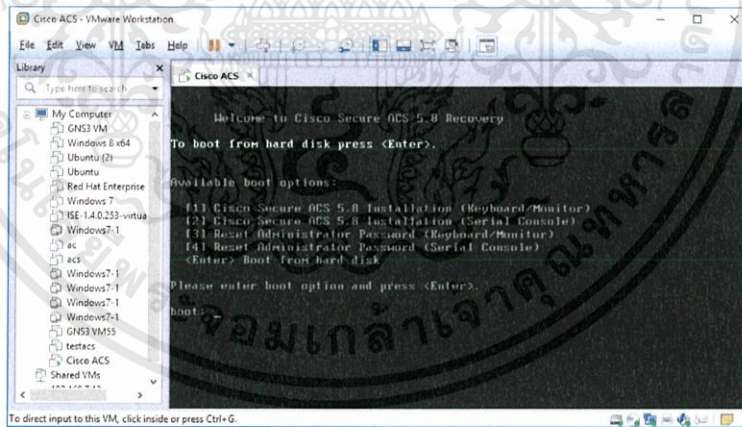 Cisco ACS - VMware Workstation
File Edit View VM Tabs Help
Library
Type here to search
My Computer
GNS3 VM
Windows 8 x64
Ubuntu (2)
Ubuntu
Red Hat Enterprise
Windows 7
ISE-1.4.0.253-virtua
Windows7-1
ac
acs
Windows7-1
Windows7-1
Windows7-1
Windows7-1
GNS3 VM55
testacs
Cisco ACS
Shared VMs
Cisco ACS
Welcome to Cisco Secure ACS 5.8 Recovery
To boot from hard disk press <Enter>.
Available boot options:
[1] Cisco Secure ACS 5.8 Installation (Keyboard/Monitor)
[2] Cisco Secure ACS 5.8 Installation (Serial Console)
[3] Reset Administrator Password (Keyboard/Monitor)
[4] Reset Administrator Password (Serial Console)
<Enter> Boot from hard disk
Please enter boot option and press <Enter>.
boot: _
To direct input to this VM, click inside or press Ctrl+G.